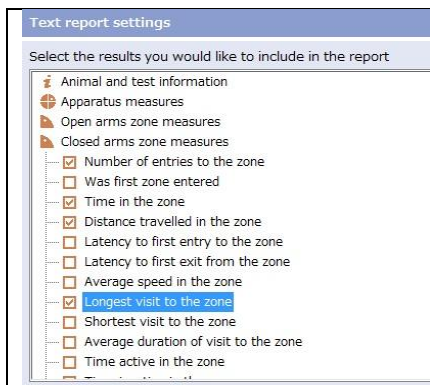 Text report settings
Select the results you would like to include in the report
Animal and test information
Apparatus measures
Open arms zone measures
Closed arms zone measures
Number of entries to the zone
Was first zone entered
Time in the zone
Distance travelled in the zone
Latency to first entry to the zone
Latency to first exit from the zone
Average speed in the zone
Longest visit to the zone
Shortest visit to the zone
Average duration of visit to the zone
Time active in the zone